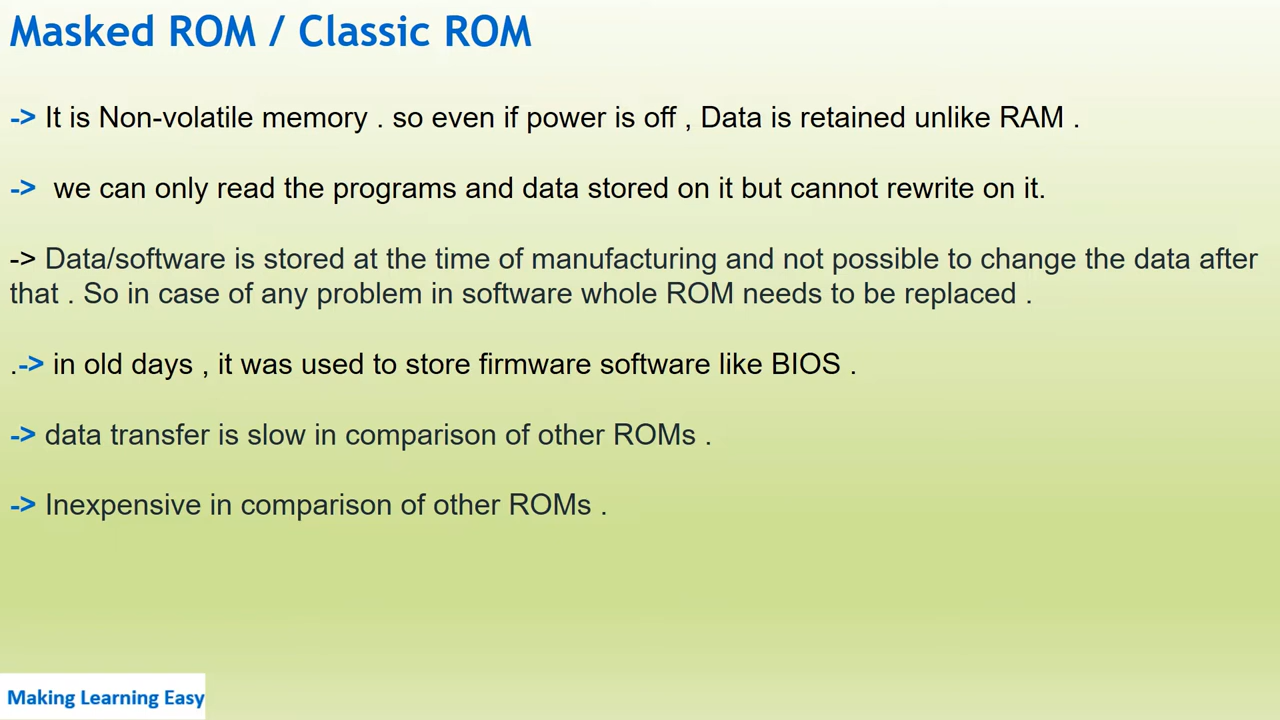 Masked ROM / Classic ROM
-> It is Non-volatile memory . so even if power is off , Data is retained unlike RAM .
-> we can only read the programs and data stored on it but cannot rewrite on it.
-> Data/software is stored at the time of manufacturing and not possible to change the data after
that . So in case of any problem in software whole ROM needs to be replaced .
.-> in old days , it was used to store firmware software like BIOS .
-> data transfer is slow in comparison of other ROMs .
-> Inexpensive in comparison of other ROMs .
Making Learning Easy